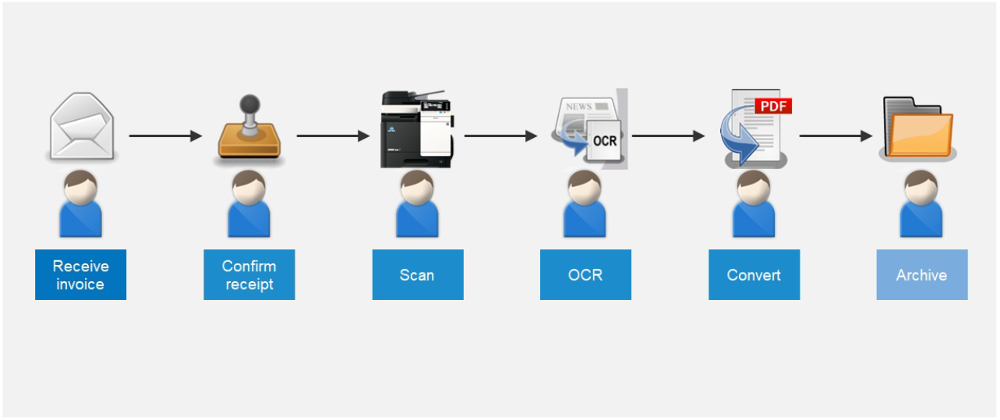 NEWS
OCR
PDF
Receive
invoice
Confirm
receipt
Scan
OCR
Convert
Archive